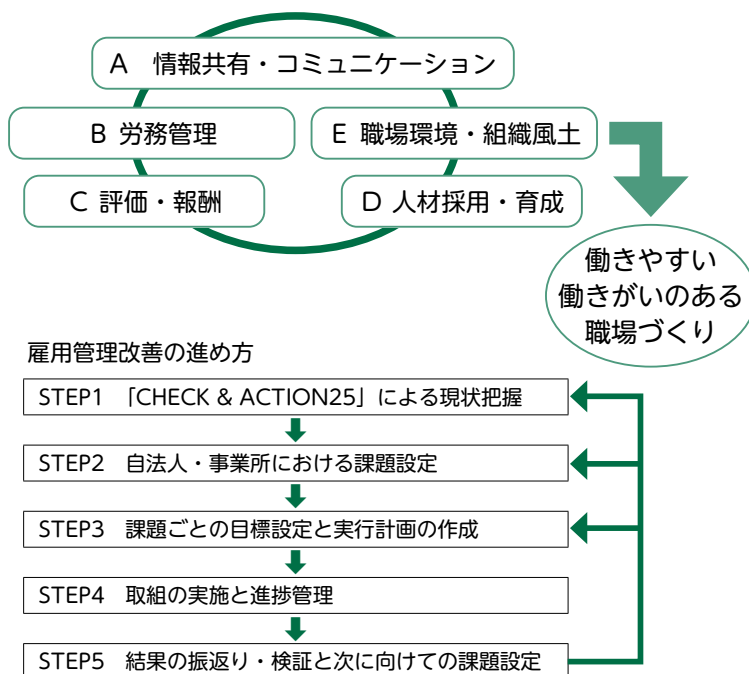 A 情報共有・コミュニケーション
B 労務管理
E 職場環境・組織風土
C 評価・報酬
D 人材採用・育成
働きやすい
働きがいのある
職場づくり
雇用管理改善の進め方
STEP1 「CHECK & ACTION25」による現状把握
STEP2 自法人・事業所における課題設定
STEP3 課題ごとの目標設定と実行計画の作成
STEP4 取組の実施と進捗管理
STEP5 結果の振返り・検証と次に向けての課題設定